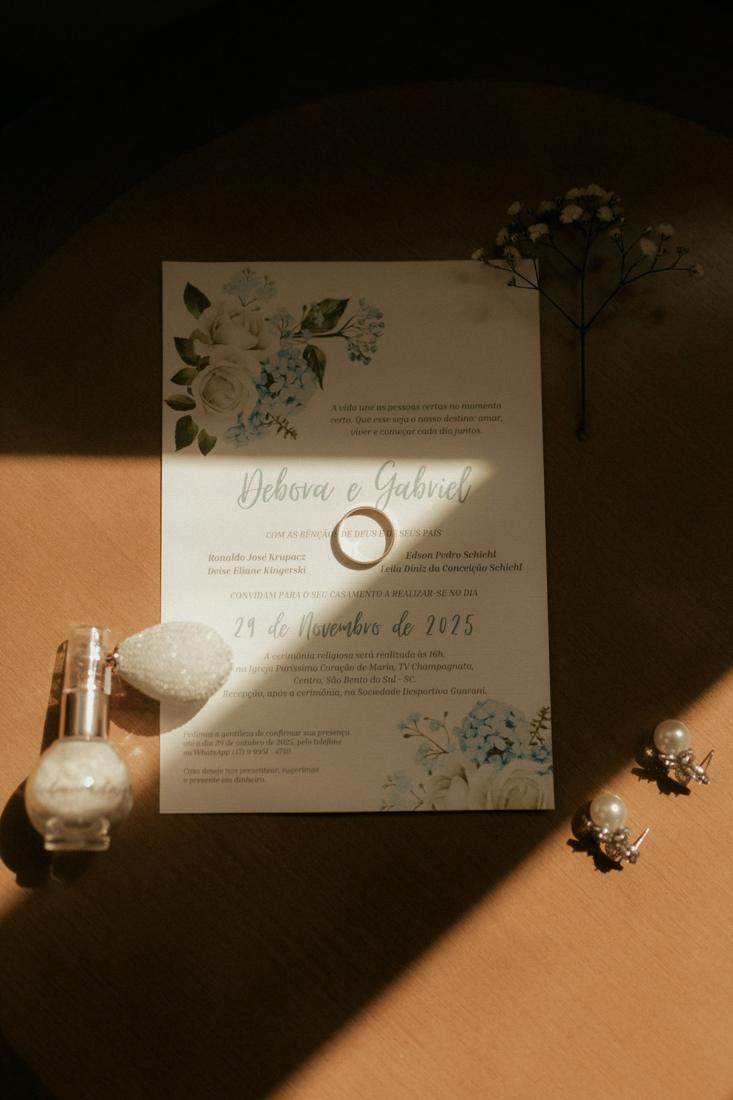 A vida une as pessoas certas no momento
certo. Que esse seja o nosso destino: amar,
viver e começar cada dia juntos.
Debora e Gabriel
COM AS BÊNÇÃOS DE DEUS E DE SEUS PAIS
Ronaldo José Krupacz
Deise Eliane Kingerski
Edson Pedro Schiehl
Leila Diniz da Conceição Schiehl
CONVIDAM PARA O SEU CASAMENTO A REALIZAR-SE NO DIA
29 de Novembro de 2025
A cerimônia religiosa será realizada às 16h,
na Igreja Puríssimo Coração de Maria, TV Champagnata,
Centro, São Bento do Sul - SC.
Recepção, após a cerimônia, na Sociedade Desportiva Guarani.
Pedimos a gentileza de confirmar sua presença
até a dia 29 de outubro de 2025, pelo telefone
ou WhatsApp (47) 9 9951 - 4760.
Caso deseje nos presentear, sugerimos
o presente em dinheiro.